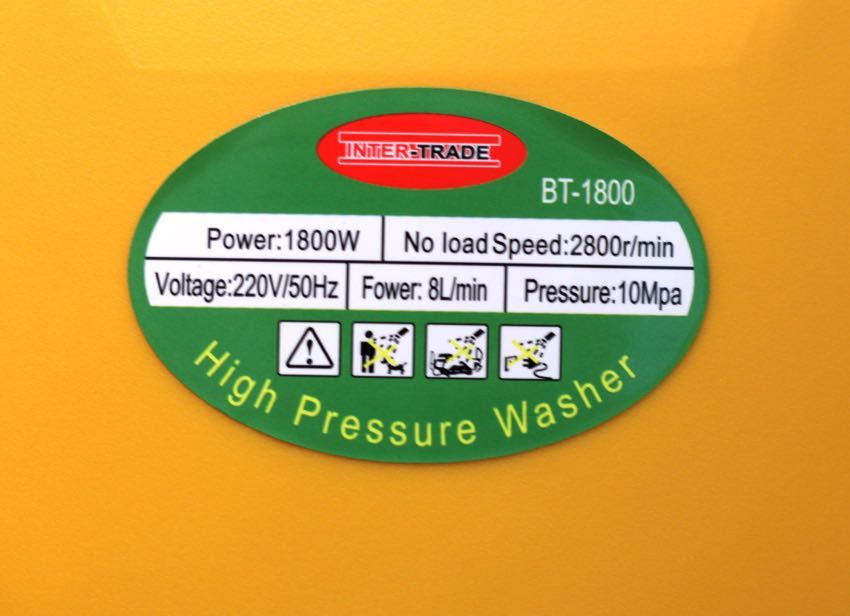 INTER-TRADE
BT-1800
Power:1800W No load Speed:2800r/min
Voltage:220V/50Hz Fower: 8L/min Pressure:10Mpa
High Pressure Washer